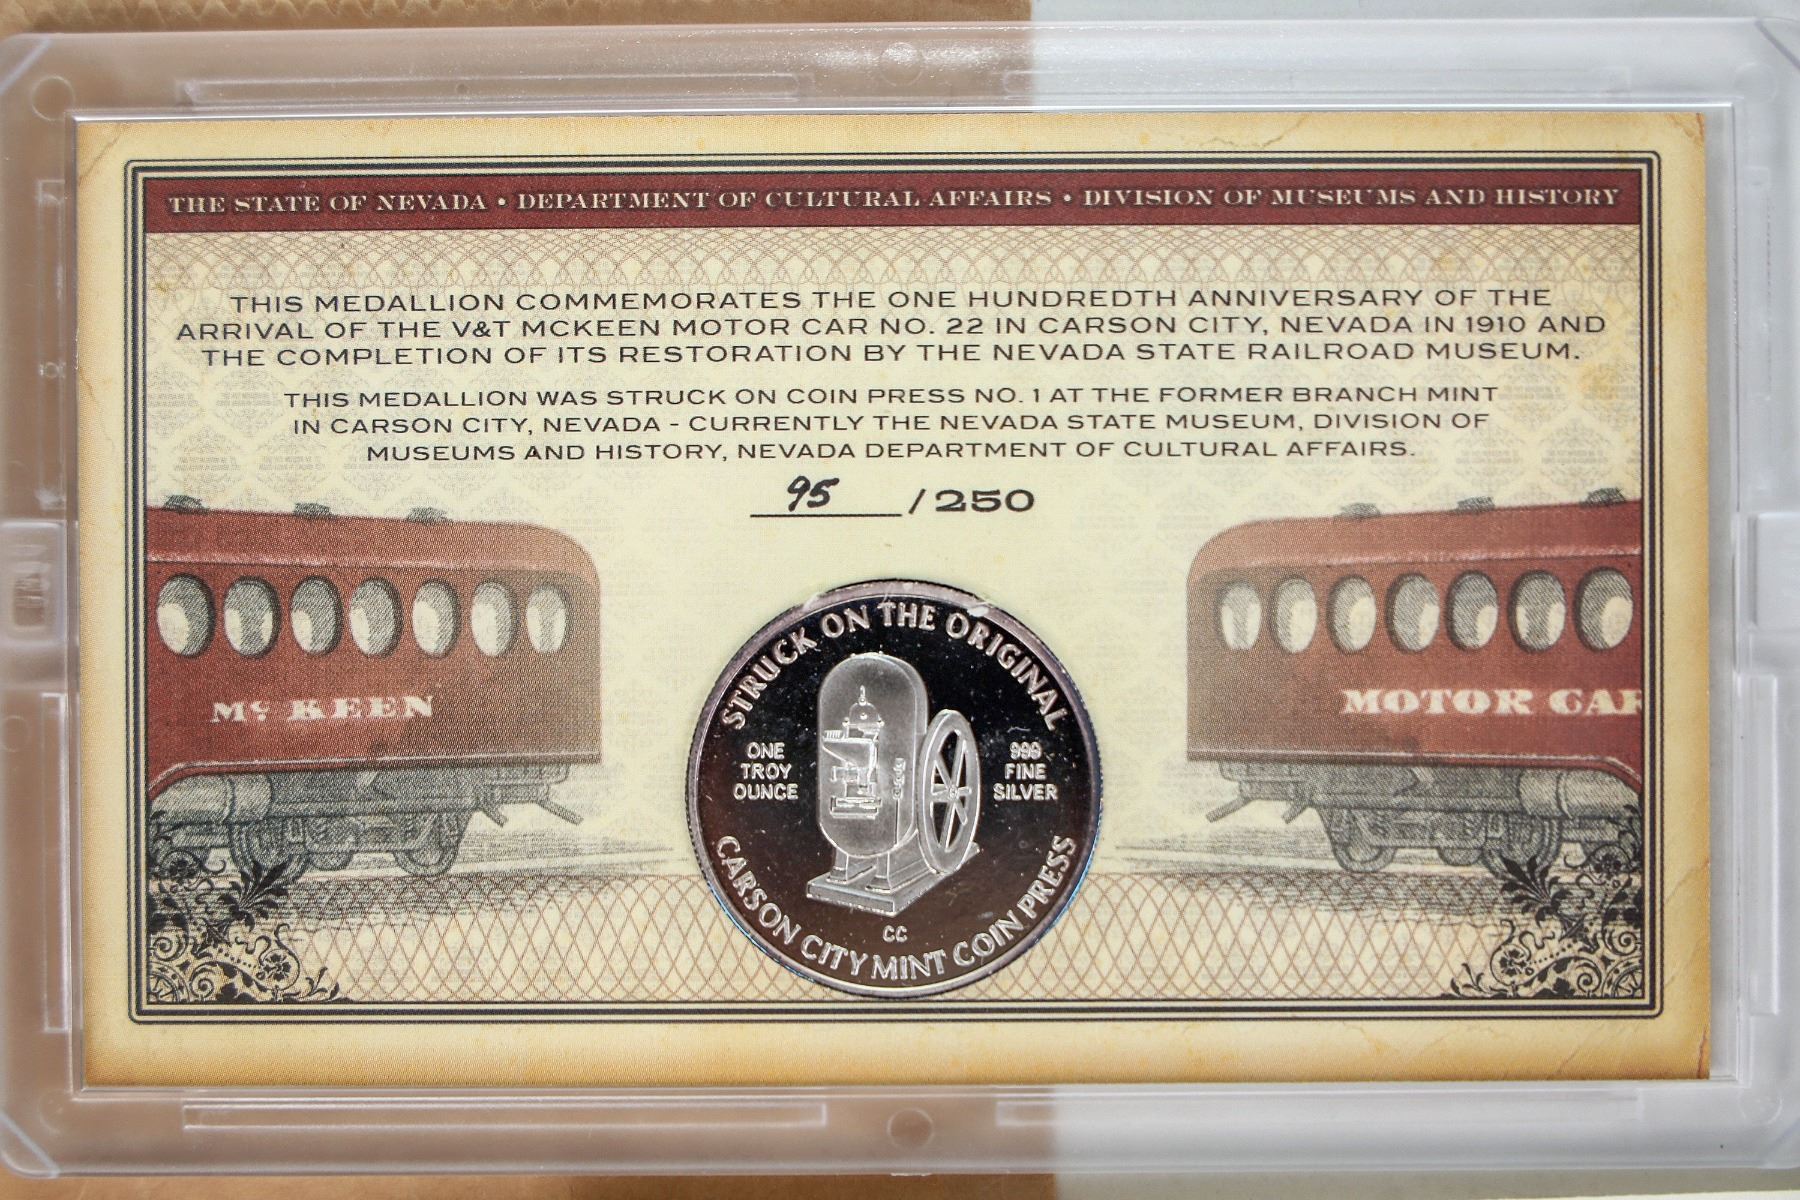 THE STATE OF NEVADA • DEPARTMENT OF CULTURAL AFFAIRS • DIVISION OF MUSEUMS AND HISTORY
THIS MEDALLION COMMEMORATES THE ONE HUNDREDTH ANNIVERSARY OF THE
ARRIVAL OF THE V&T MCKEEN MOTOR CAR NO. 22 IN CARSON CITY, NEVADA IN 1910 AND
THE COMPLETION OF ITS RESTORATION BY THE NEVADA STATE RAILROAD MUSEUM.
THIS MEDALLION WAS STRUCK ON COIN PRESS NO. 1 AT THE FORMER BRANCH MINT
IN CARSON CITY, NEVADA - CURRENTLY THE NEVADA STATE MUSEUM, DIVISION OF
MUSEUMS AND HISTORY, NEVADA DEPARTMENT OF CULTURAL AFFAIRS.
95 / 250
MC KEEN
MOTOR CAR
STRUCK ON THE ORIGINAL
ONE
TROY
OUNCE
999
FINE
SILVER
CC
CARSON CITY MINT COIN PRESS